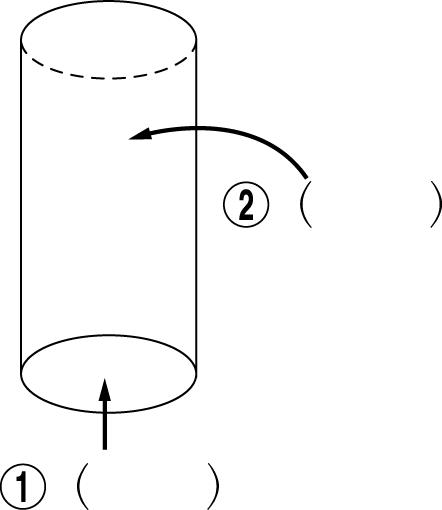 ② （　　　）
① （　　　）